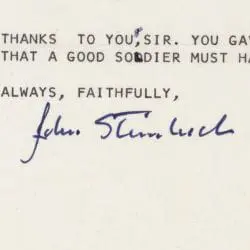 THANKS TO YOU, SIR. YOU GAV
THAT A GOOD SOLDIER MUST HA
ALWAYS, FAITHFULLY,
John Steinbeck